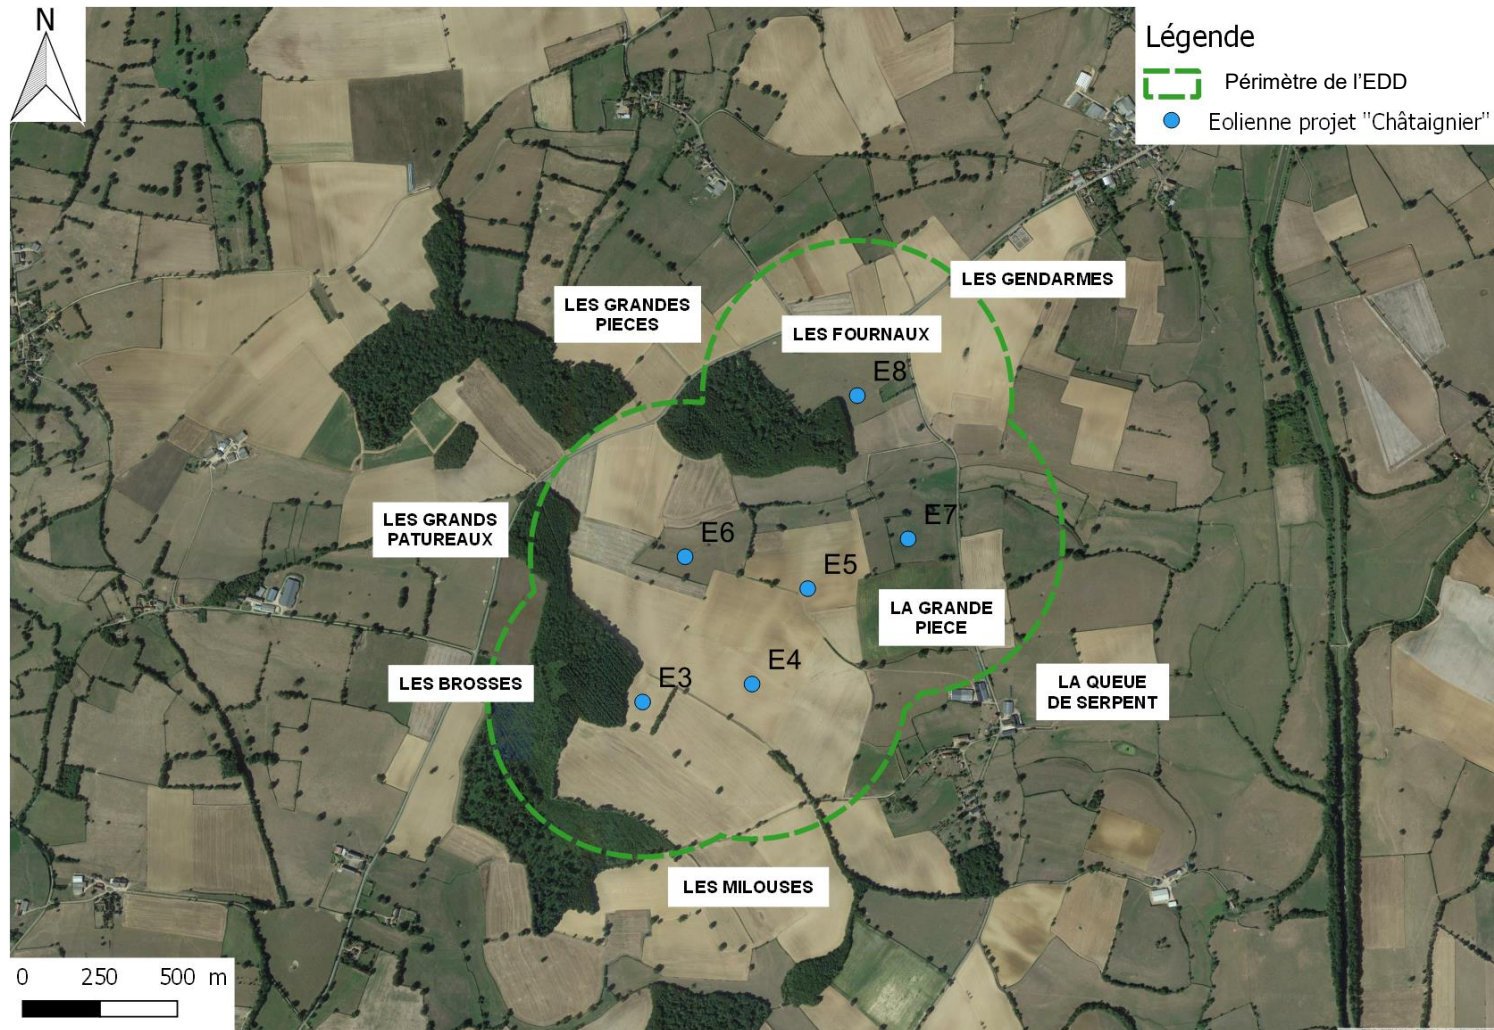 N
Légende
Périmètre de l'EDD
Eolienne projet "Châtaignier"
LES GENDARMES
LES GRANDES
PIECES
LES FOURNAUX
E8
LES GRANDS
PATUREAUX
E6
E7
E5
LA GRANDE
PIECE
LES BROSSES
E3
E4
LA QUEUE
DE SERPENT
LES MILOUSES
0 250 500 m